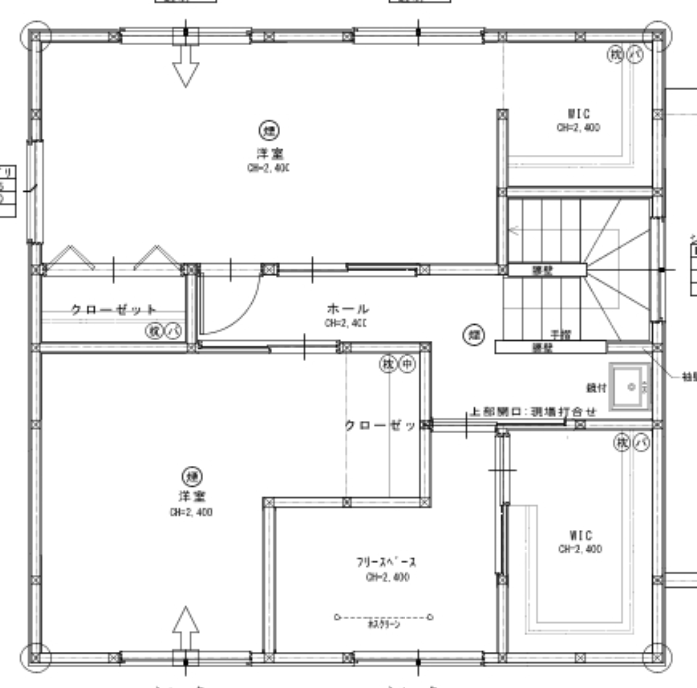 枕 パ
WIC
CH=2,400
煙
洋室
CH=2,400
腰壁
クローゼット
枕 パ
ホール
CH=2,400
煙
手摺
腰壁
枕 中
鏡付
上部開口:現場打合せ
クローゼッ
枕 パ
煙
洋室
CH=2,400
WIC
CH=2,400
フリースペース
CH=2,400
ホスクリーン